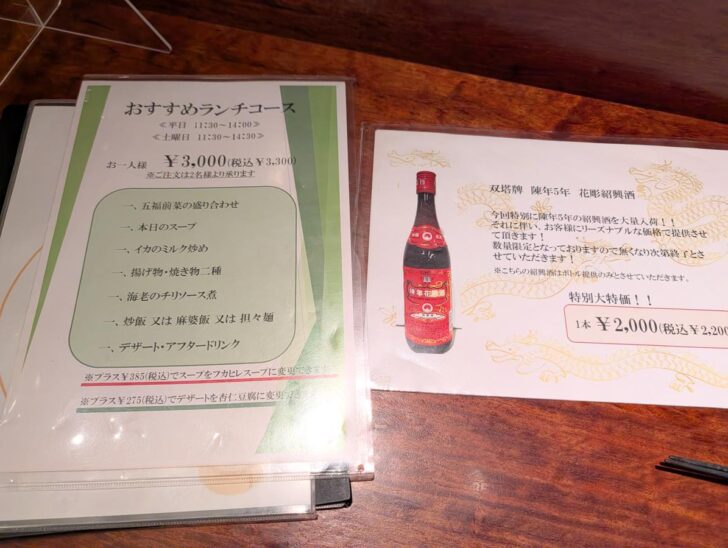 おすすめランチコース
≪平日 11:30～14:00≫
≪土曜日 11:30～14:30≫
お一人様 ￥3,000(税込￥3,300)
※ご注文は2名様より承ります
一、五福前菜の盛り合わせ
一、本日のスープ
一、イカのミルク炒め
一、揚げ物・焼き物二種
一、海老のチリソース煮
一、炒飯 又は 麻婆飯 又は 担々麺
一、デザート・アフタードリンク
※プラス￥385(税込)でスープをフカヒレスープに変更できます
※プラス￥275(税込)でデザートを杏仁豆腐に変更
双塔牌 陳年5年 花彫紹興酒
今回特別に陳年5年の紹興酒を大量入荷！！
それに伴い、お客様にリーズナブルな価格で提供させ
て頂きます！
数量限定となっておりますので無くなり次第終了とさ
せていただきます！
※こちらの紹興酒はボトル提供のみとさせていただきます。
特別大特価！！
1本 ￥2,000(税込￥2,200
陳年花彫酒